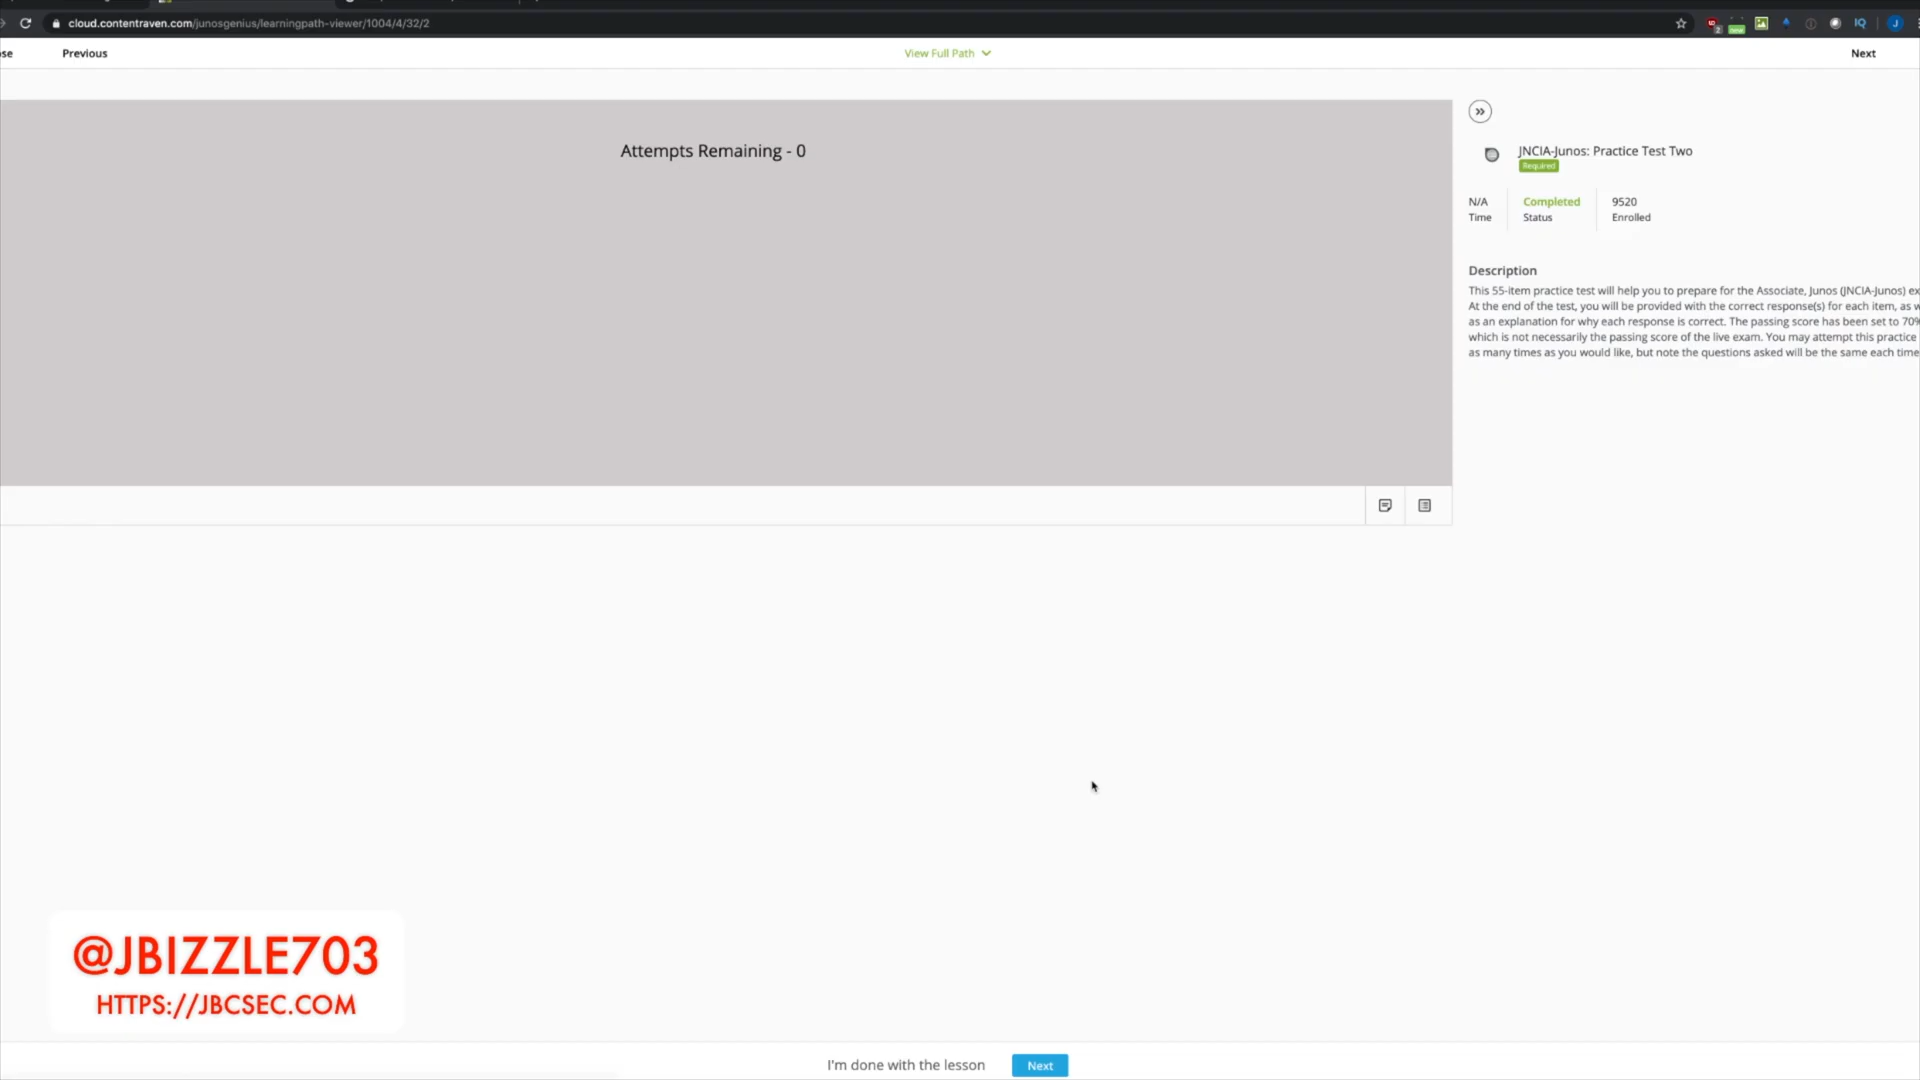 cloud.contentraven.com/junosgenius/learningpath-viewer/1004/4/32/2
Previous
View Full Path
Next
Attempts Remaining - 0
JNCIA-Junos: Practice Test Two
Required
N/A
Completed
9520
Time
Status
Enrolled
Description
This 55-item practice test will help you to prepare for the Associate, Junos (JNCIA-Junos) ex
At the end of the test, you will be provided with the correct response(s) for each item, as w
as an explanation for why each response is correct. The passing score has been set to 70%
which is not necessarily the passing score of the live exam. You may attempt this practice
as many times as you would like, but note the questions asked will be the same each time
@JBIZZLE703
HTTPS://JBCSEC.COM
I'm done with the lesson
Next